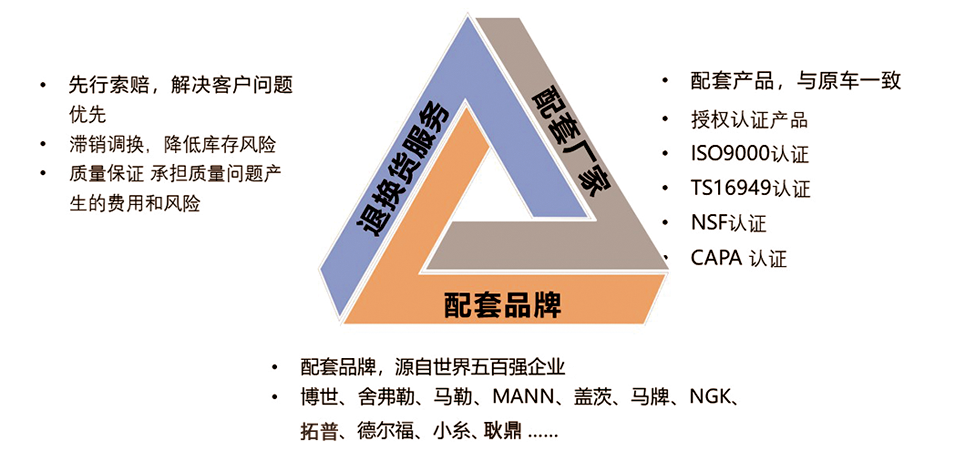 • 先行索赔，解决客户问题
优先
• 滞销调换，降低库存风险
• 质量保证 承担质量问题产
生的费用和风险
退换货服务
配套厂家
配套品牌
• 配套产品，与原车一致
• 授权认证产品
• ISO9000认证
• TS16949认证
• NSF认证
• CAPA 认证
• 配套品牌，源自世界五百强企业
• 博世、舍弗勒、马勒、MANN、盖茨、马牌、NGK、
拓普、德尔福、小糸、耿鼎 ......